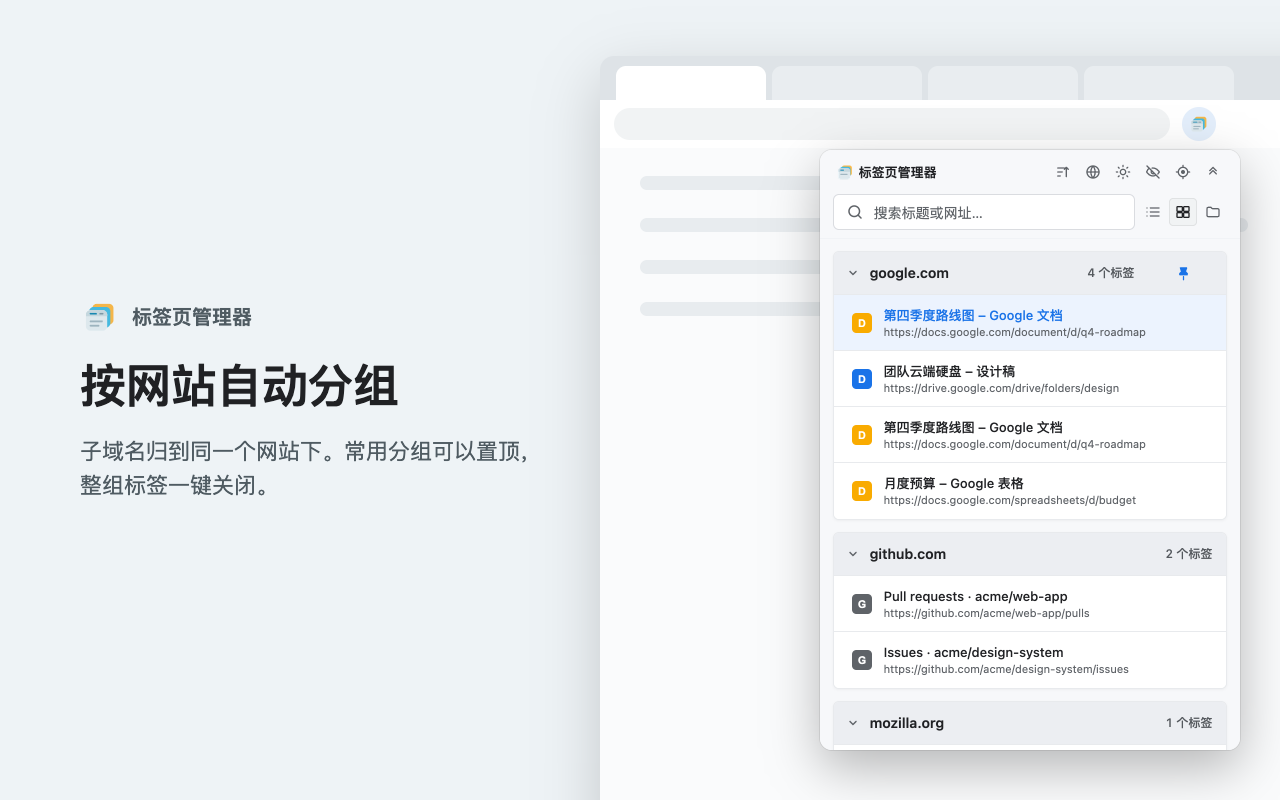 标签页管理器
按网站自动分组
子域名归到同一个网站下。常用分组可以置顶,
整组标签一键关闭。
标签页管理器
搜索标题或网址...
google.com
4 个标签
D
第四季度路线图 – Google 文档
https://docs.google.com/document/d/q4-roadmap
D
团队云端硬盘 – 设计稿
https://drive.google.com/drive/folders/design
D
第四季度路线图 – Google 文档
https://docs.google.com/document/d/q4-roadmap
D
月度预算 – Google 表格
https://docs.google.com/spreadsheets/d/budget
github.com
2 个标签
G
Pull requests · acme/web-app
https://github.com/acme/web-app/pulls
G
Issues · acme/design-system
https://github.com/acme/design-system/issues
mozilla.org
1 个标签